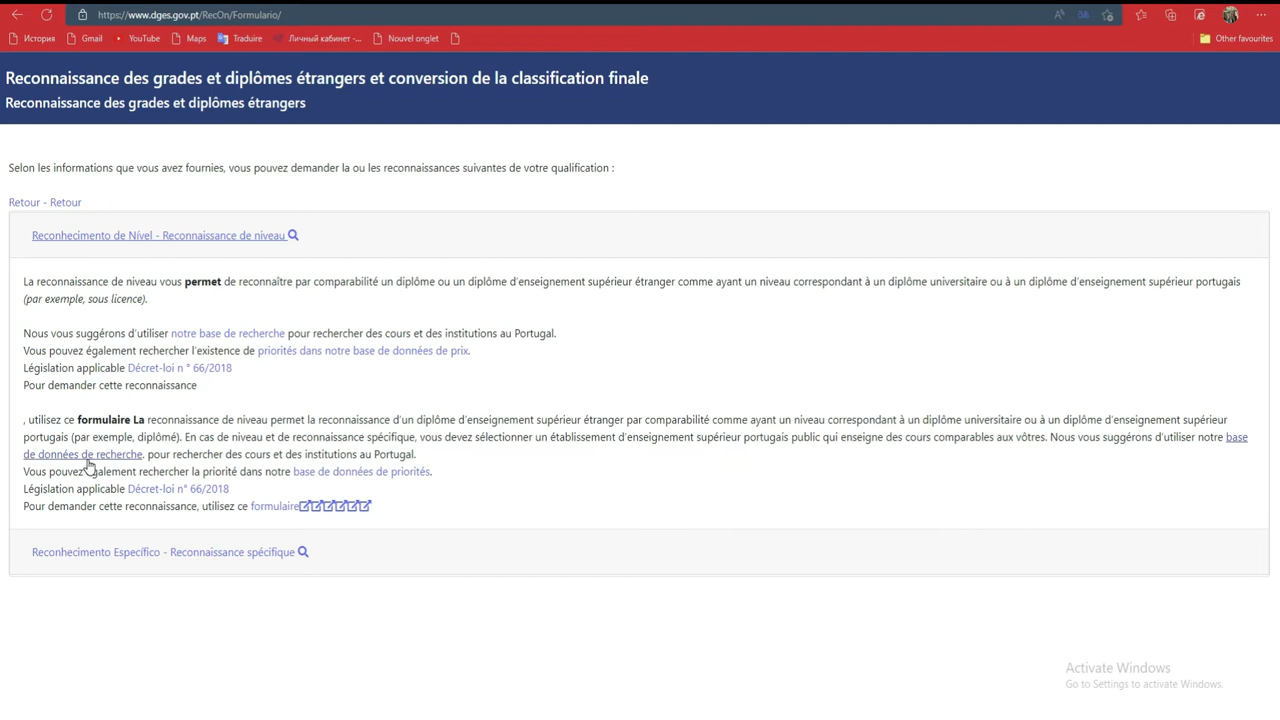 https://www.dges.gov.pt/RecOn/Formulario/
История Gmail YouTube Maps Traduire Личный кабинет -... Nouvel onglet Other favourites
Reconnaissance des grades et diplômes étrangers et conversion de la classification finale
Reconnaissance des grades et diplômes étrangers
Selon les informations que vous avez fournies, vous pouvez demander la ou les reconnaissances suivantes de votre qualification :
Retour - Retour
Reconhecimento de Nível - Reconnaissance de niveau
La reconnaissance de niveau vous permet de reconnaître par comparabilité un diplôme ou un diplôme d'enseignement supérieur étranger comme ayant un niveau correspondant à un diplôme universitaire ou à un diplôme d'enseignement supérieur portugais
(par exemple, sous licence).
Nous vous suggérons d'utiliser notre base de recherche pour rechercher des cours et des institutions au Portugal.
Vous pouvez également rechercher l'existence de priorités dans notre base de données de prix.
Législation applicable Décret-loi n ° 66/2018
Pour demander cette reconnaissance
, utilisez ce formulaire La reconnaissance de niveau permet la reconnaissance d'un diplôme d'enseignement supérieur étranger par comparabilité comme ayant un niveau correspondant à un diplôme universitaire ou à un diplôme d'enseignement supérieur
portugais (par exemple, diplômé). En cas de niveau et de reconnaissance spécifique, vous devez sélectionner un établissement d'enseignement supérieur portugais public qui enseigne des cours comparables aux vôtres. Nous vous suggérons d'utiliser notre base
de données de recherche. pour rechercher des cours et des institutions au Portugal.
Vous pouvez également rechercher la priorité dans notre base de données de priorités.
Législation applicable Décret-loi n° 66/2018
Pour demander cette reconnaissance, utilisez ce formulaire
Reconhecimento Específico - Reconnaissance spécifique
Activate Windows
Go to Settings to activate Windows.